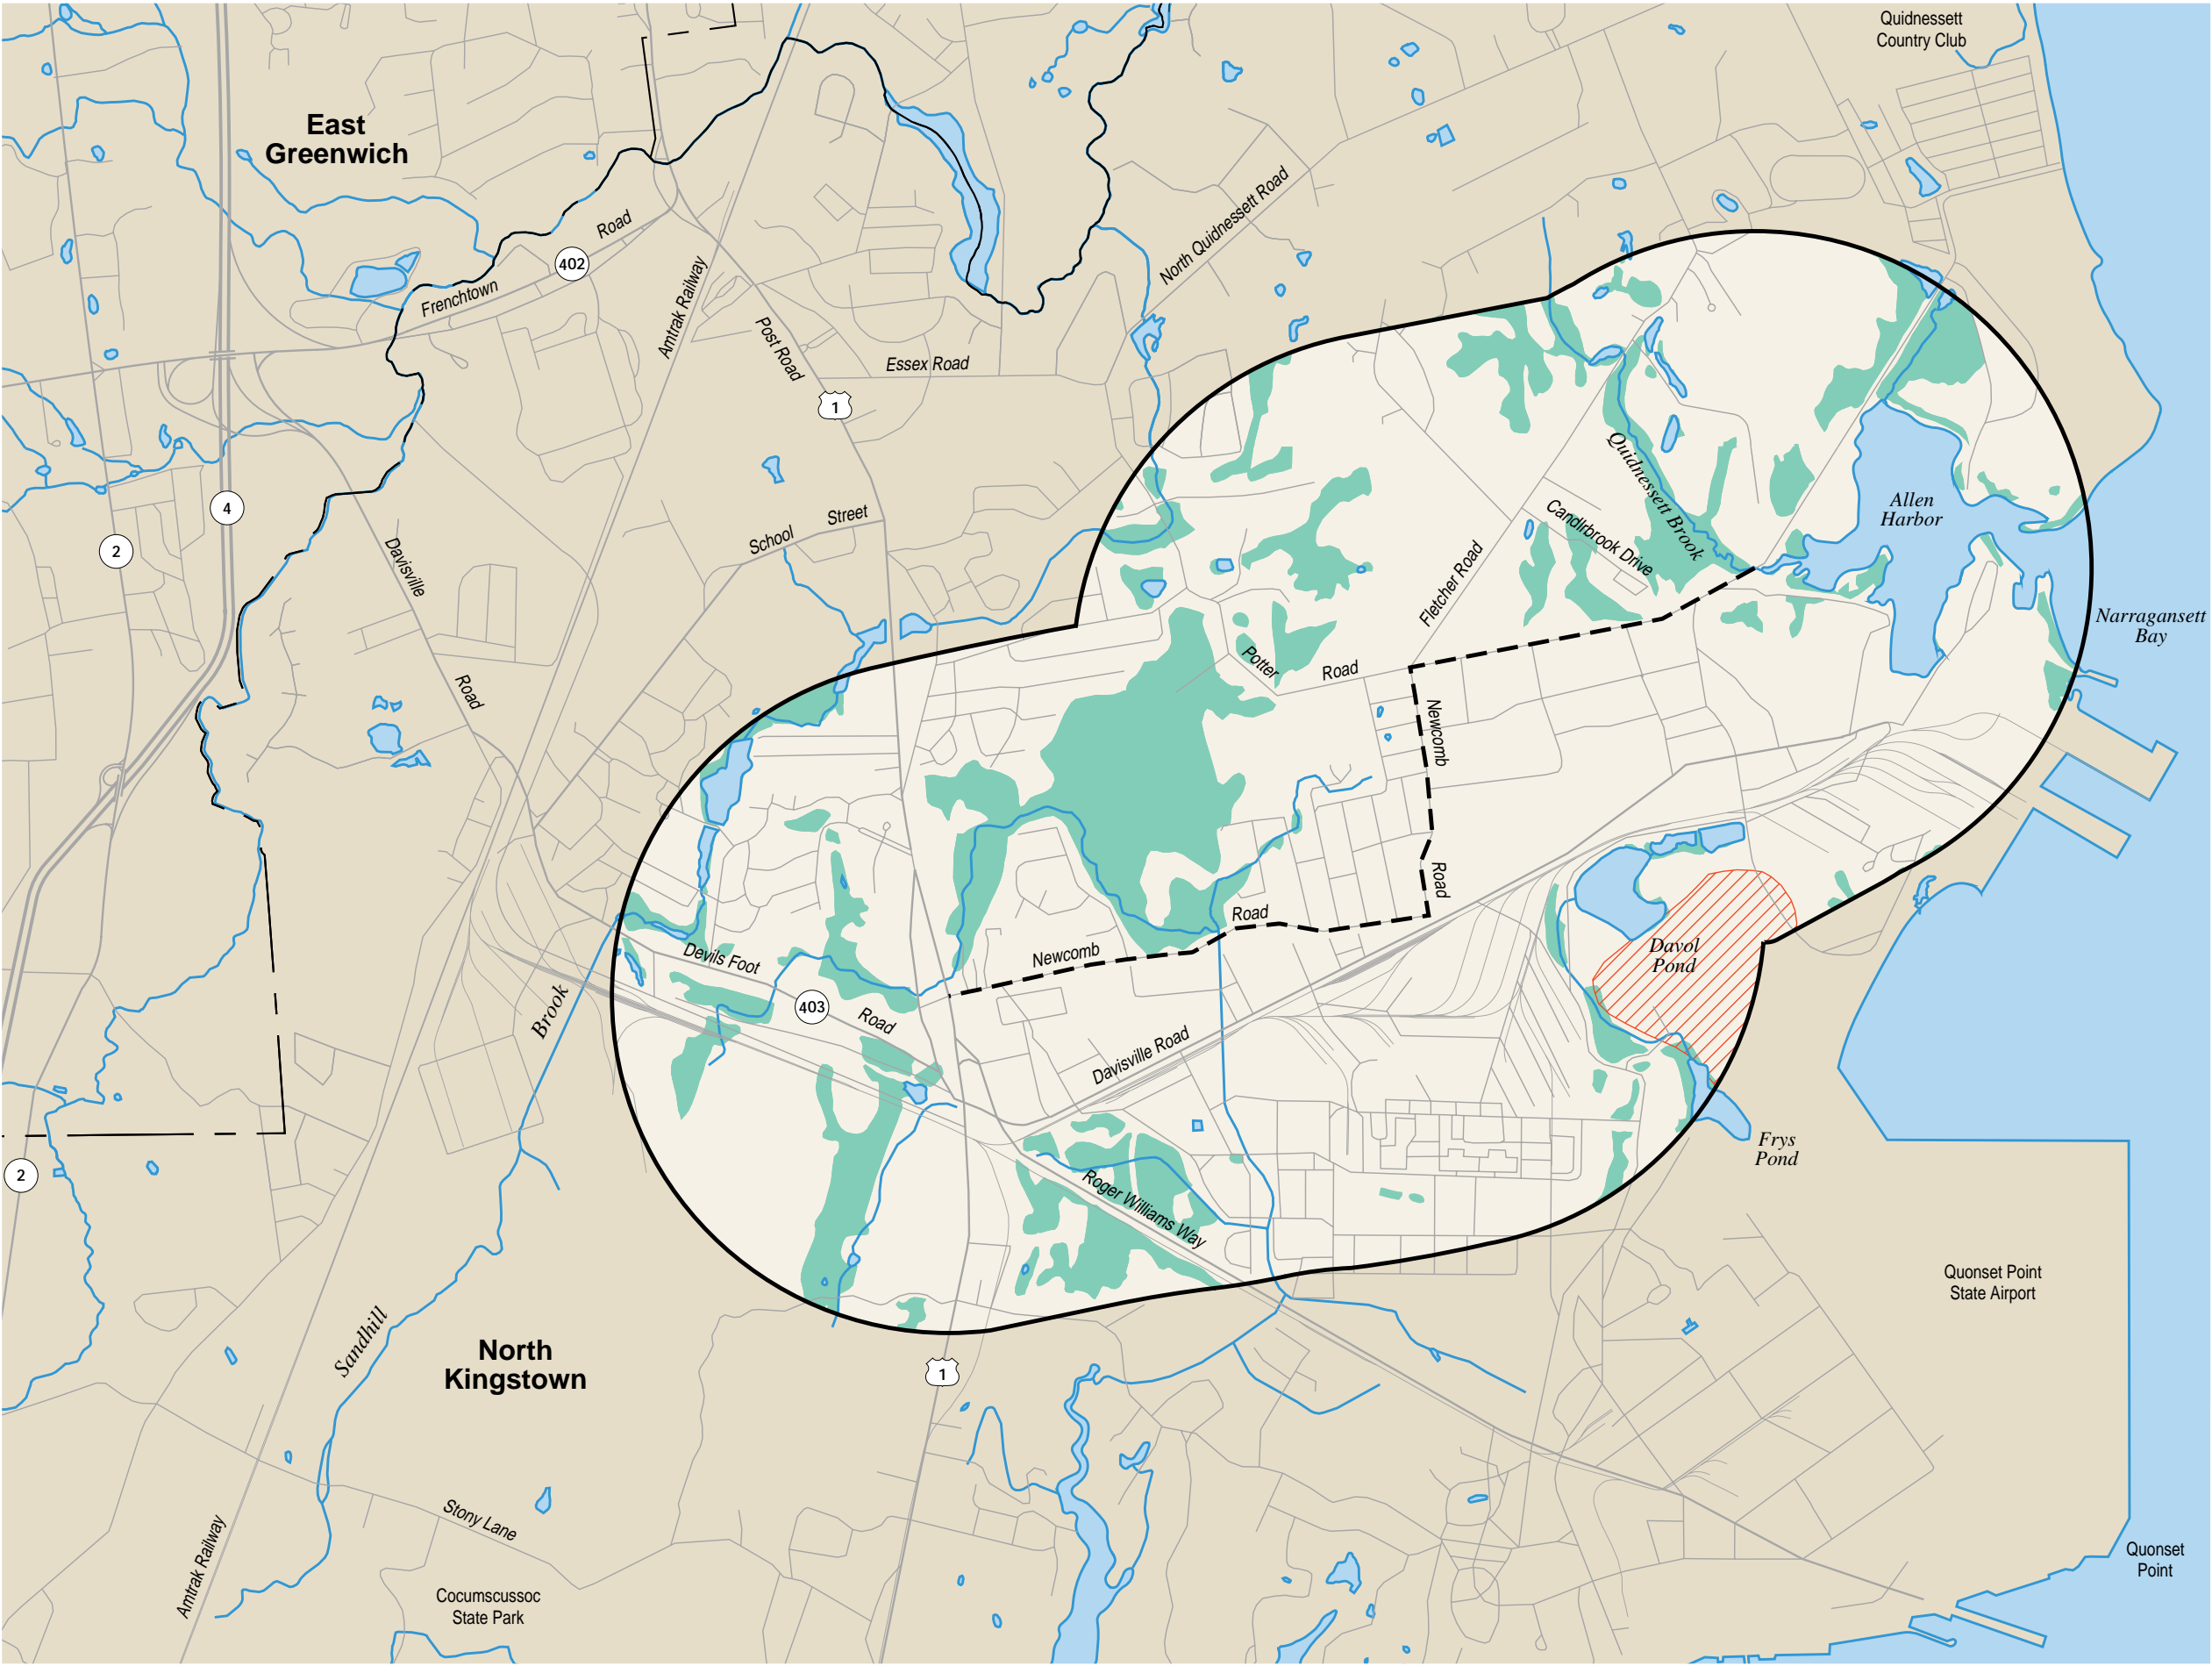 Quidnessett
Country Club
East
Greenwich
North Quidnessett Road
Road
402
Frenchtown
Amtrak Railway
Post Road
Essex Road
1
4
2
School
Street
Davisville
Road
Quidnessett Brook
Candlrbrook Drive
Fletcher Road
Allen
Harbor
Narragansett
Bay
Potter
Road
Newcomb
Road
Road
Newcomb
Devils Foot
403
Road
Davol
Pond
Brook
Davisville Road
Frys
Pond
2
Roger Williams Way
Quonset Point
State Airport
Sandhill
North
Kingstown
1
Stony Lane
Amtrak Railway
Cocumscussoc
State Park
Quonset
Point